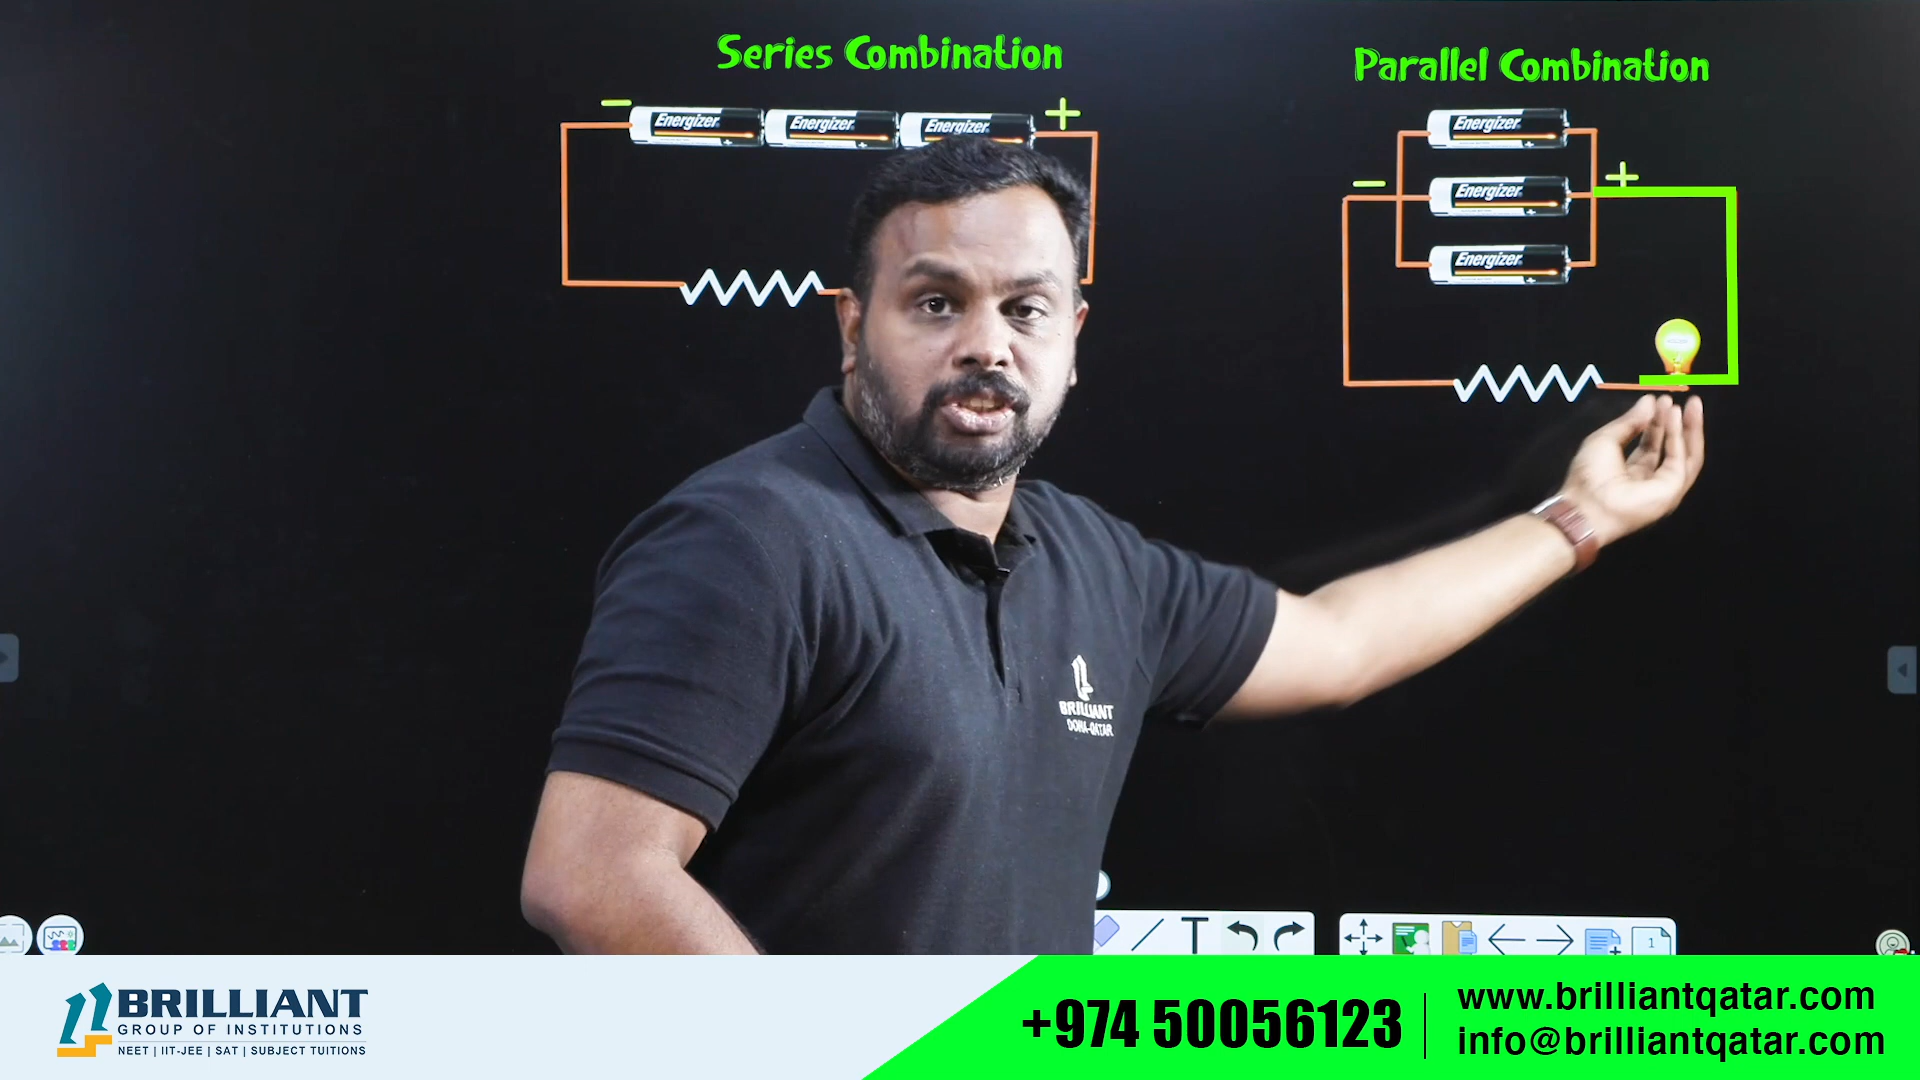 Series Combination
Parallel Combination
−
+
Energizer
Energizer
Energizer
Energizer
−
+
Energizer
Energizer
BRILLIANT
DOHA-QATAR
T
1
BRILLIANT
GROUP OF INSTITUTIONS
NEET | IIT-JEE | SAT | SUBJECT TUITIONS
+974 50056123
www.brilliantqatar.com
info@brilliantqatar.com